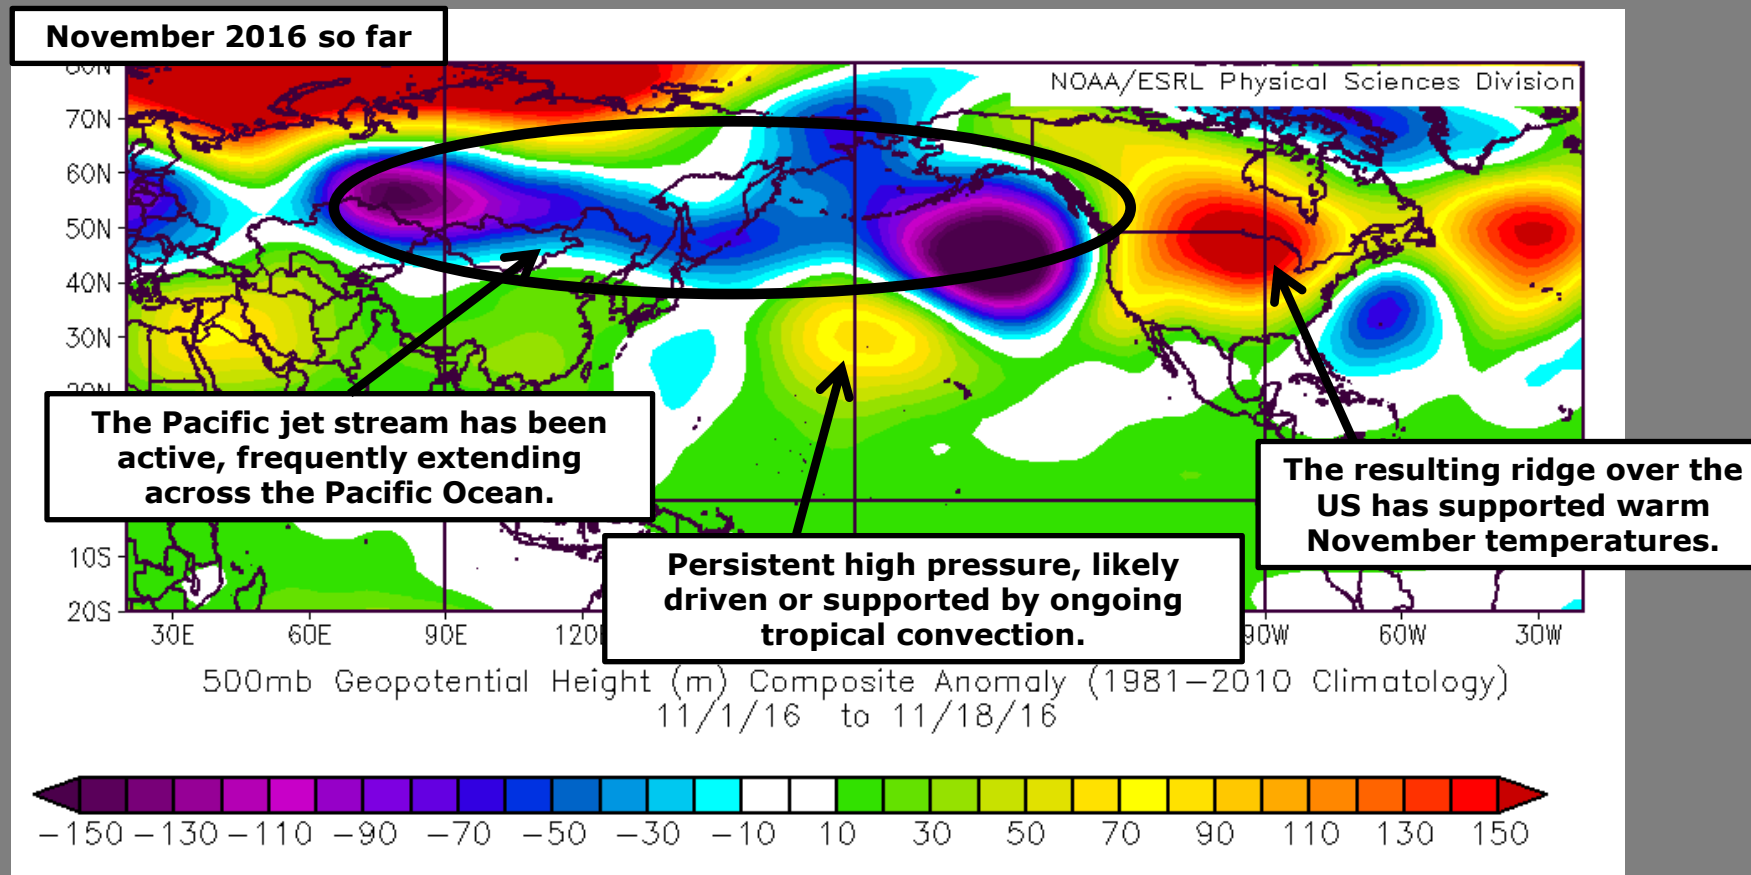 November 2016 so far
80N
NOAA/ESRL Physical Sciences Division
70N
60N
50N
40N
30N
20N
The Pacific jet stream has been
active, frequently extending
across the Pacific Ocean.
The resulting ridge over the
US has supported warm
November temperatures.
Persistent high pressure, likely
driven or supported by ongoing
tropical convection.
10S
20S
30E 60E 90E 60W 30W
500mb Geopotential Height (m) Composite Anomaly (1981-2010 Climatology)
11/1/16 to 11/18/16
-150 -130 -110 -90 -70 -50 -30 -10 10 30 50 70 90 110 130 150